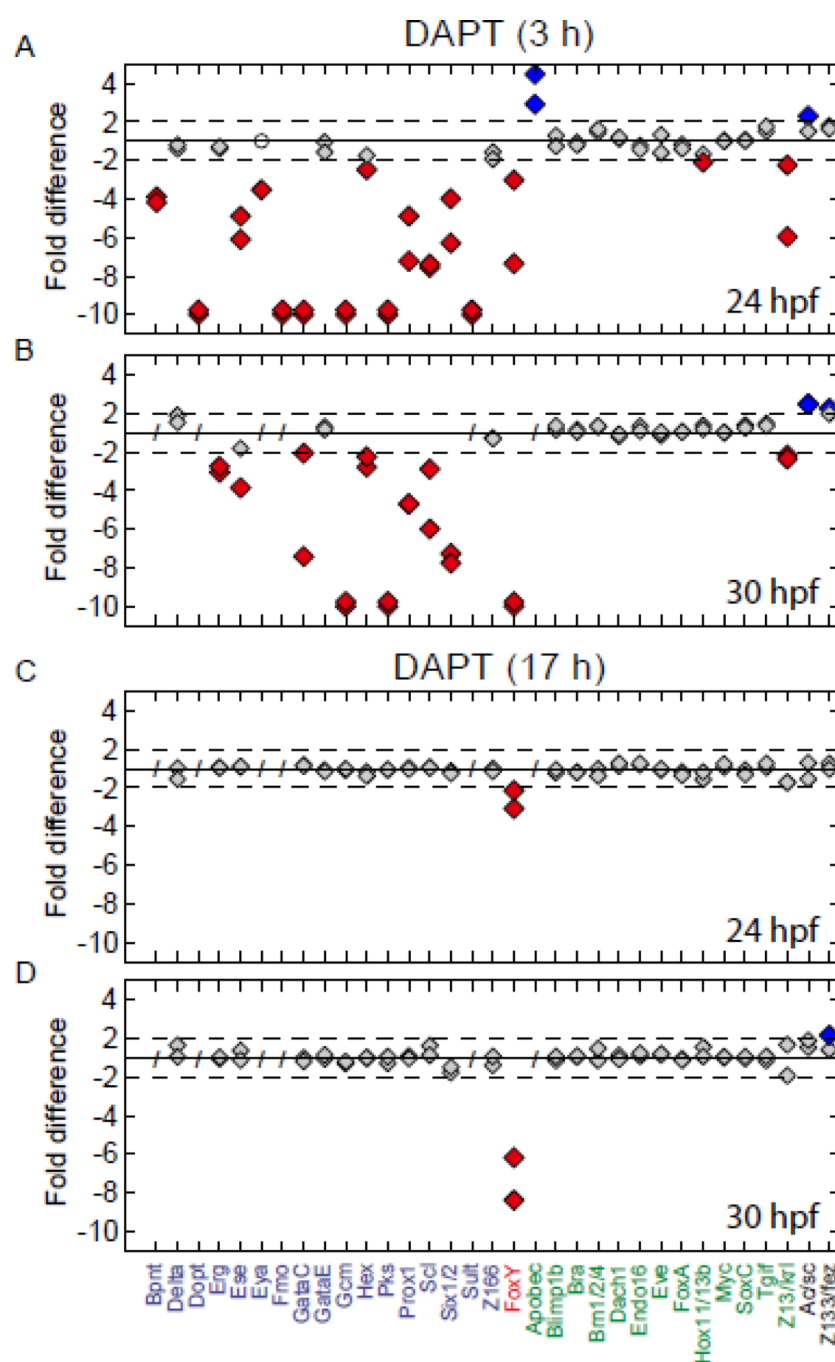 A
DAPT (3 h)
Fold difference
4
2
-2
-4
-6
-8
-10
24 hpf
B
Fold difference
4
2
-2
-4
-6
-8
-10
30 hpf
C
DAPT (17 h)
Fold difference
4
2
-2
-4
-6
-8
-10
24 hpf
D
Fold difference
4
2
-2
-4
-6
-8
-10
30 hpf
Bpnt
Delta
Dopt
Erg
Ese
Eya
Fmo
GataC
GataE
Gcm
Hex
Pks
Prox1
Scl
Six1/2
Sult
Z166
FoxY
Apobec
Blimp1b
Bra
Brn1/2/4
Dach1
Endo16
Eve
FoxA
Hox11/13b
Myc
SoxC
Tgif
Z13/krl
Ac/sc
Z133/fez